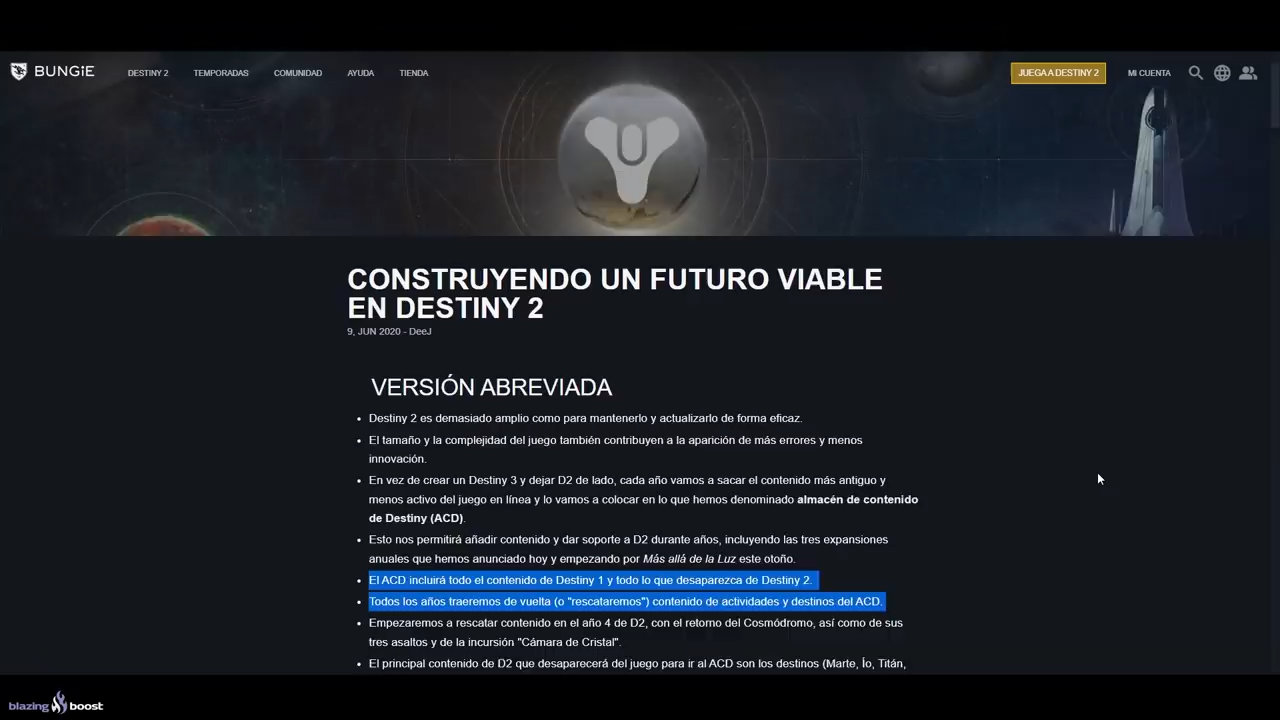 BUNGiE
DESTINY 2 TEMPORADAS COMUNIDAD AYUDA TIENDA
JUEGA A DESTINY 2 MI CUENTA
CONSTRUYENDO UN FUTURO VIABLE
EN DESTINY 2
9, JUN 2020 - DeeJ
VERSIÓN ABREVIADA
• Destiny 2 es demasiado amplio como para mantenerlo y actualizarlo de forma eficaz.
• El tamaño y la complejidad del juego también contribuyen a la aparición de más errores y menos
innovación.
• En vez de crear un Destiny 3 y dejar D2 de lado, cada año vamos a sacar el contenido más antiguo y
menos activo del juego en línea y lo vamos a colocar en lo que hemos denominado almacén de contenido
de Destiny (ACD).
• Esto nos permitirá añadir contenido y dar soporte a D2 durante años, incluyendo las tres expansiones
anuales que hemos anunciado hoy y empezando por Más allá de la Luz este otoño.
• El ACD incluirá todo el contenido de Destiny 1 y todo lo que desaparezca de Destiny 2.
• Todos los años traeremos de vuelta (o "rescataremos") contenido de actividades y destinos del ACD.
• Empezaremos a rescatar contenido en el año 4 de D2, con el retorno del Cosmódromo, así como de sus
tres asaltos y de la incursión "Cámara de Cristal".
• El principal contenido de D2 que desaparecerá del juego para ir al ACD son los destinos (Marte, Ío, Titán,
blazing boost